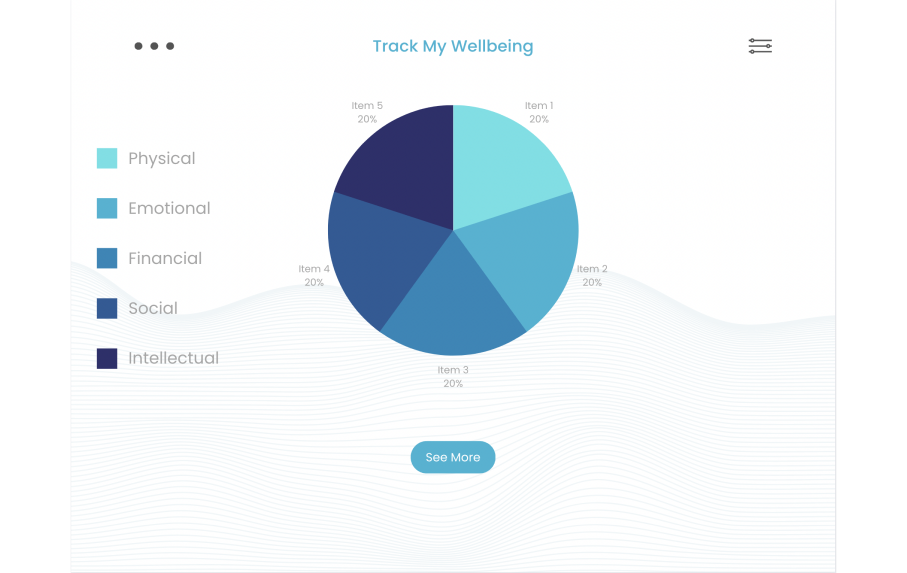 Track My Wellbeing
Item 5
20%
Item 1
20%
Physical
Emotional
Financial
Social
Intellectual
Item 4
20%
Item 2
20%
Item 3
20%
See More